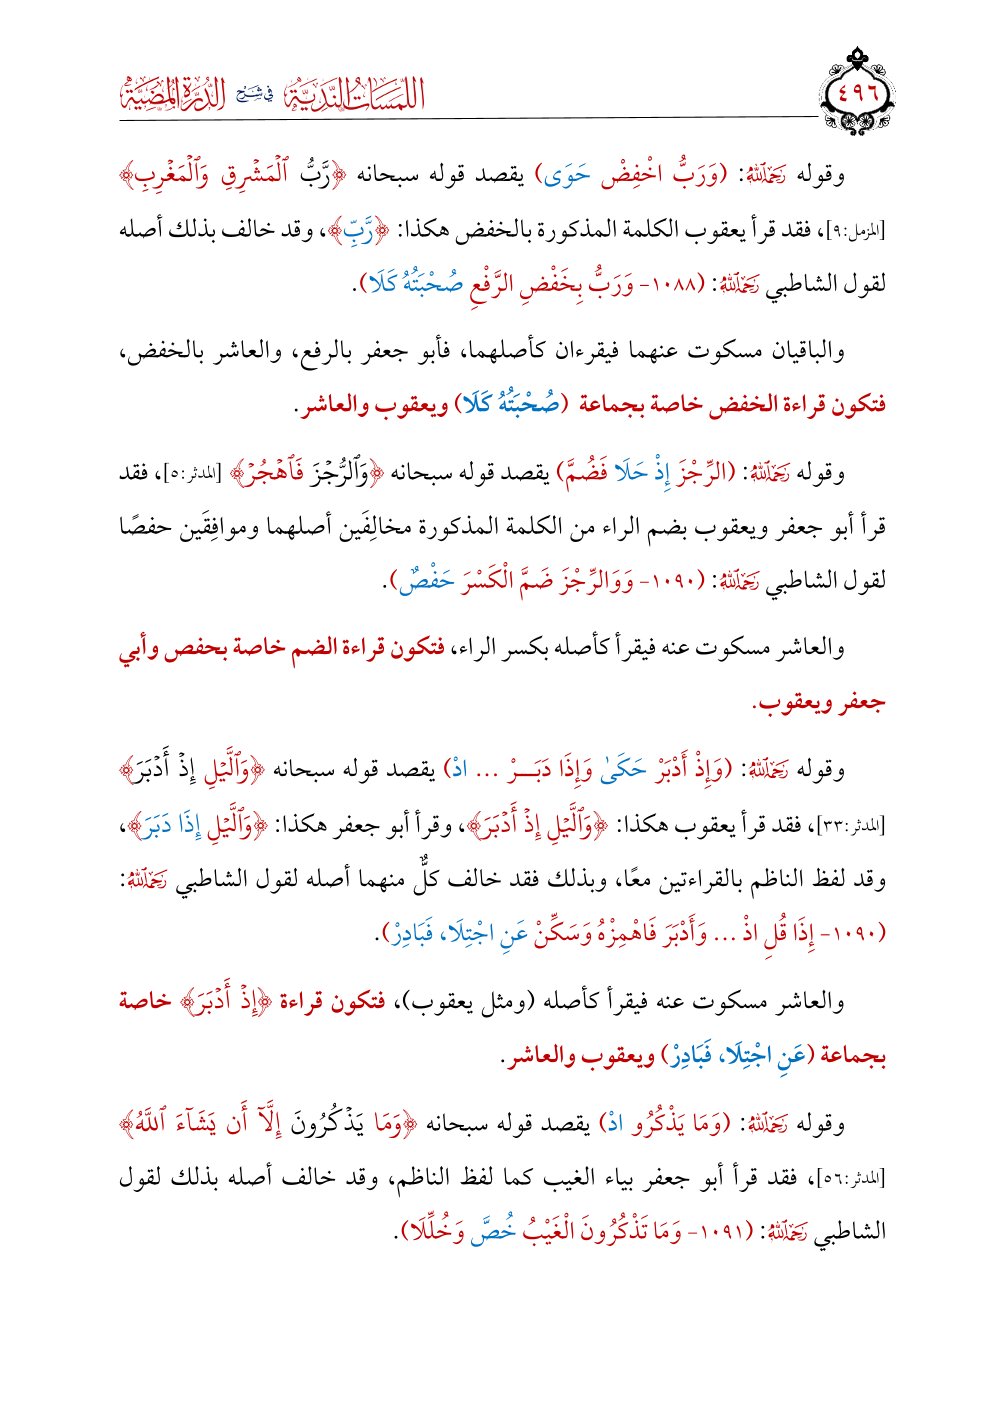 اللمسات الندية في شرح الدرة المضية
٤٩٦
وقوله رَحِمَهُ اللَّهُ: (وَرَبُّ اخْفِضْ حَوَى) يقصد قوله سبحانه ﴿رَّبُّ ٱلْمَشْرِقِ وَٱلْمَغْرِبِ﴾
[المزمل:٩]، فقد قرأ يعقوب الكلمة المذكورة بالخفض هكذا: ﴿رَّبِّ﴾، وقد خالف بذلك أصله
لقول الشاطبي رَحِمَهُ اللَّهُ: (١٠٨٨- وَرَبُّ بِخَفْضِ الرَّفْعِ صُحْبَتُهُ كَلَا).
والباقيان مسكوت عنهما فيقرءان كأصلهما، فأبو جعفر بالرفع، والعاشر بالخفض،
فتكون قراءة الخفض خاصة بجماعة (صُحْبَتُهُ كَلَا) ويعقوب والعاشر.
وقوله رَحِمَهُ اللَّهُ: (الرِّجْزَ إِذْ حَلَا فَضُمَّ) يقصد قوله سبحانه ﴿وَٱلرُّجْزَ فَٱهْجُرْ﴾ [المدثر:٥]، فقد
قرأ أبو جعفر ويعقوب بضم الراء من الكلمة المذكورة مخالِفَين أصلهما وموافِقَين حفصًا
لقول الشاطبي رَحِمَهُ اللَّهُ: (١٠٩٠- وَوَالرِّجْزَ ضَمَّ الْكَسْرَ حَفْصٌ).
والعاشر مسكوت عنه فيقرأ كأصله بكسر الراء، فتكون قراءة الضم خاصة بحفص وأبي
جعفر ويعقوب.
وقوله رَحِمَهُ اللَّهُ: (وَإِذْ أَدْبَرْ حَكَىٰ وَإِذَا دَبَـــرْ ... ادْ) يقصد قوله سبحانه ﴿وَٱلَّيْلِ إِذْ أَدْبَرَ﴾
[المدثر:٣٣]، فقد قرأ يعقوب هكذا: ﴿وَٱلَّيْلِ إِذْ أَدْبَرَ﴾، وقرأ أبو جعفر هكذا: ﴿وَٱلَّيْلِ إِذَا دَبَرَ﴾،
وقد لفظ الناظم بالقراءتين معًا، وبذلك فقد خالف كلٌّ منهما أصله لقول الشاطبي رَحِمَهُ اللَّهُ:
(١٠٩٠- إِذَا قُلِ اذْ ... وَأَدْبَرَ فَاهْمِزْهُ وَسَكِّنْ عَنِ اجْتِلَا، فَبَادِرْ).
والعاشر مسكوت عنه فيقرأ كأصله (ومثل يعقوب)، فتكون قراءة ﴿إِذْ أَدْبَرَ﴾ خاصة
بجماعة (عَنِ اجْتِلَا، فَبَادِرْ) ويعقوب والعاشر.
وقوله رَحِمَهُ اللَّهُ: (وَمَا يَذْكُرُو ادْ) يقصد قوله سبحانه ﴿وَمَا يَذْكُرُونَ إِلَّآ أَن يَشَآءَ ٱللَّهُ﴾
[المدثر:٥٦]، فقد قرأ أبو جعفر بياء الغيب كما لفظ الناظم، وقد خالف أصله بذلك لقول
الشاطبي رَحِمَهُ اللَّهُ: (١٠٩١- وَمَا تَذْكُرُونَ الْغَيْبُ خُصَّ وَخُلِّلَا).